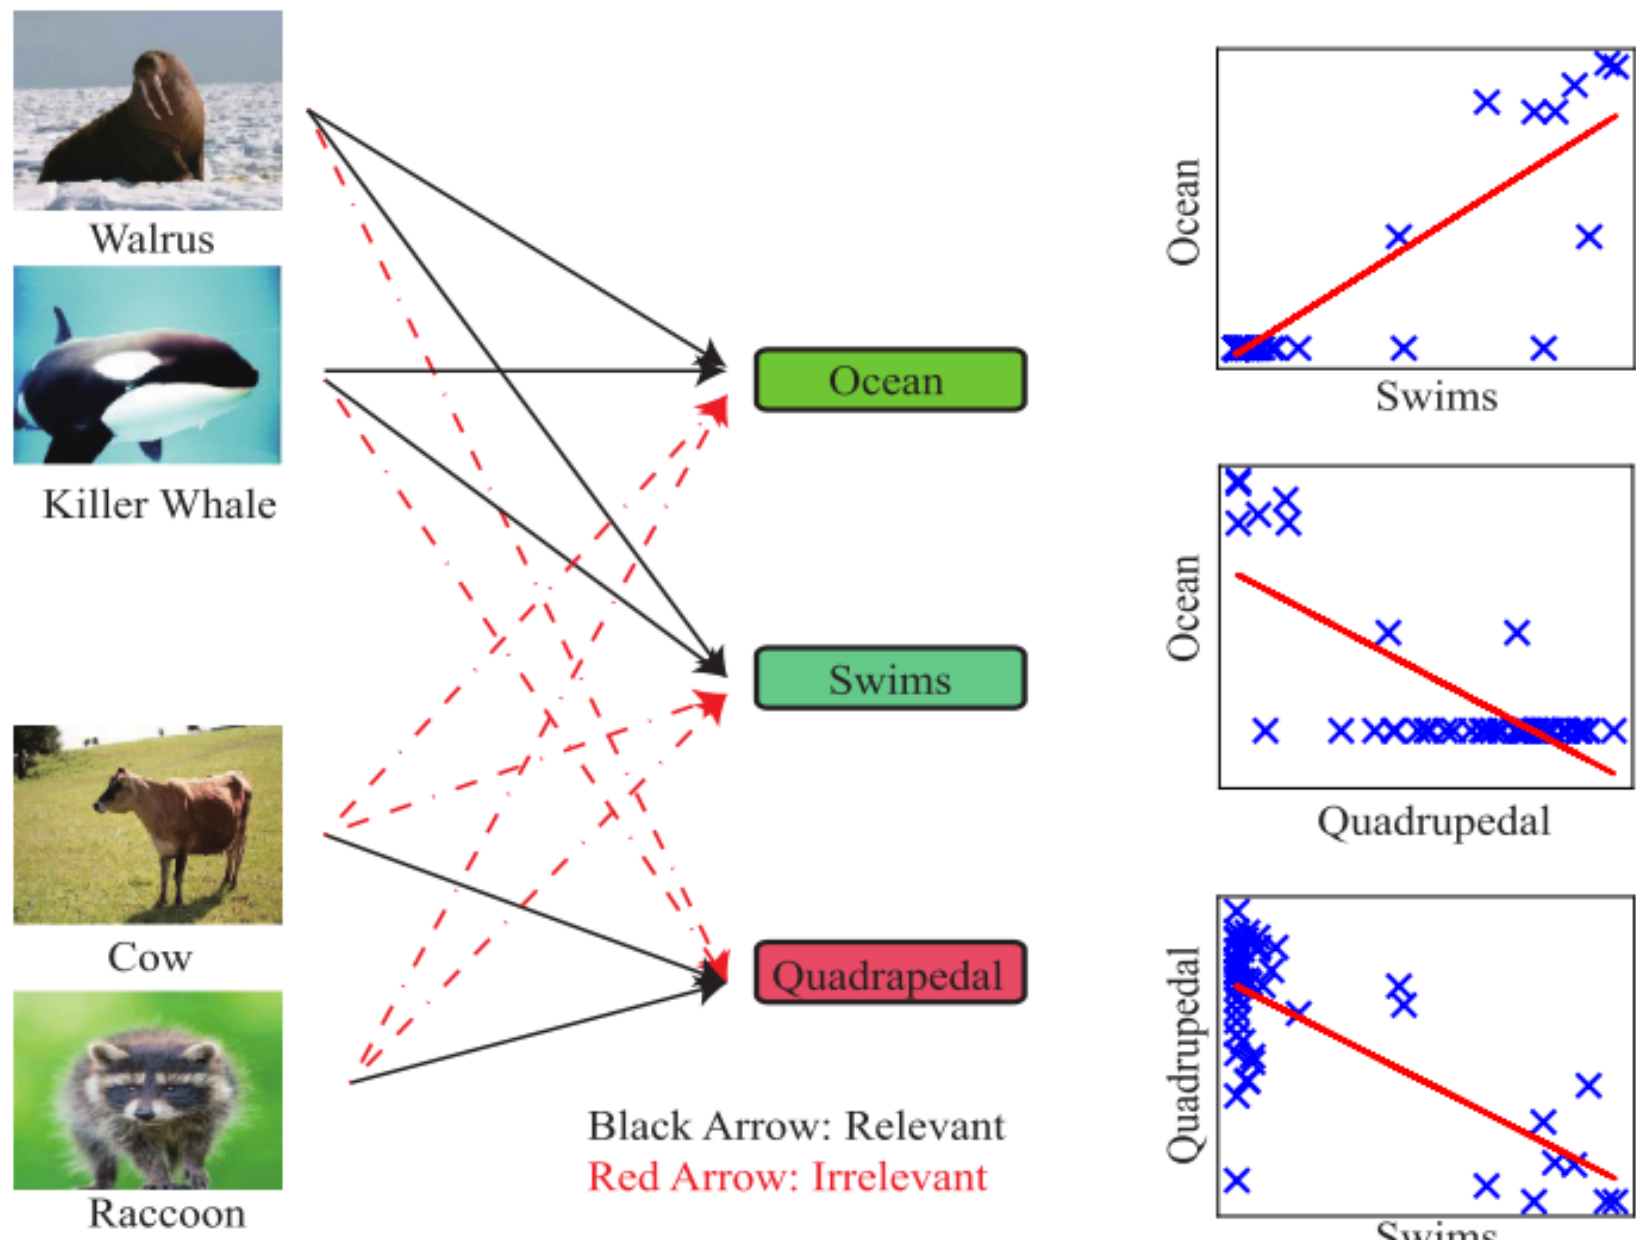 Walrus
Killer Whale
Cow
Raccoon
Ocean
Swims
Quadrapedal
Black Arrow: Relevant
Red Arrow: Irrelevant
Ocean
Swims
Ocean
Quadrupedal
Quadrupedal
Swims